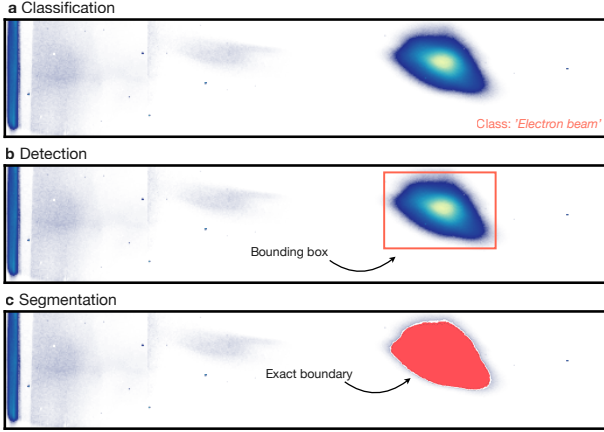 a Classification
Class: 'Electron beam'
b Detection
Bounding box
c Segmentation
Exact boundary